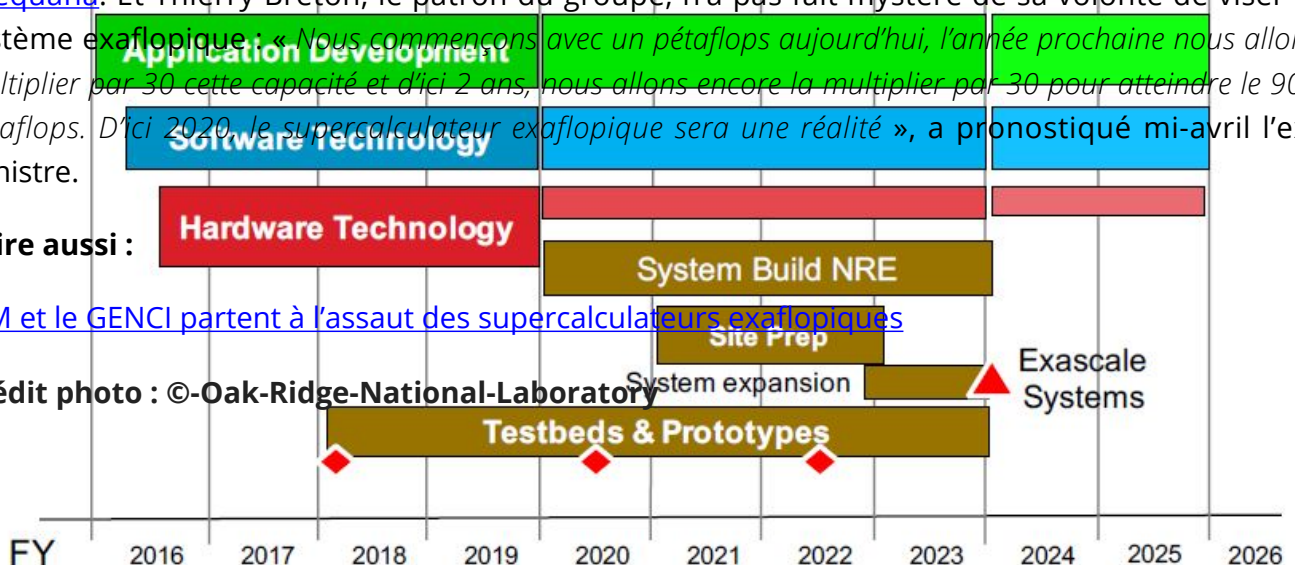 equana. Et Thierry Breton, le patron du groupe, n'a pas fait mystère de sa volonté de viser
stème exaflopique : « Nous commençons avec un pétaflops aujourd'hui, l'année prochaine nous allon
ltiplier par 30 cette capacité et d'ici 2 ans, nous allons encore la multiplier par 30 pour atteindre le 90
aflops. D'ici 2020, le supercalculateur exaflopique sera une réalité », a pronostiqué mi-avril l'ex
nistre.
ire aussi :
M et le GENCI partent à l'assaut des supercalculateurs exaflopiques
édit photo : ©-Oak-Ridge-National-Laboratory
Application Development
Software Technology
Hardware Technology
System Build NRE
Site Prep
System expansion
Exascale
Systems
Testbeds & Prototypes
FY 2016 2017 2018 2019 2020 2021 2022 2023 2024 2025 2026